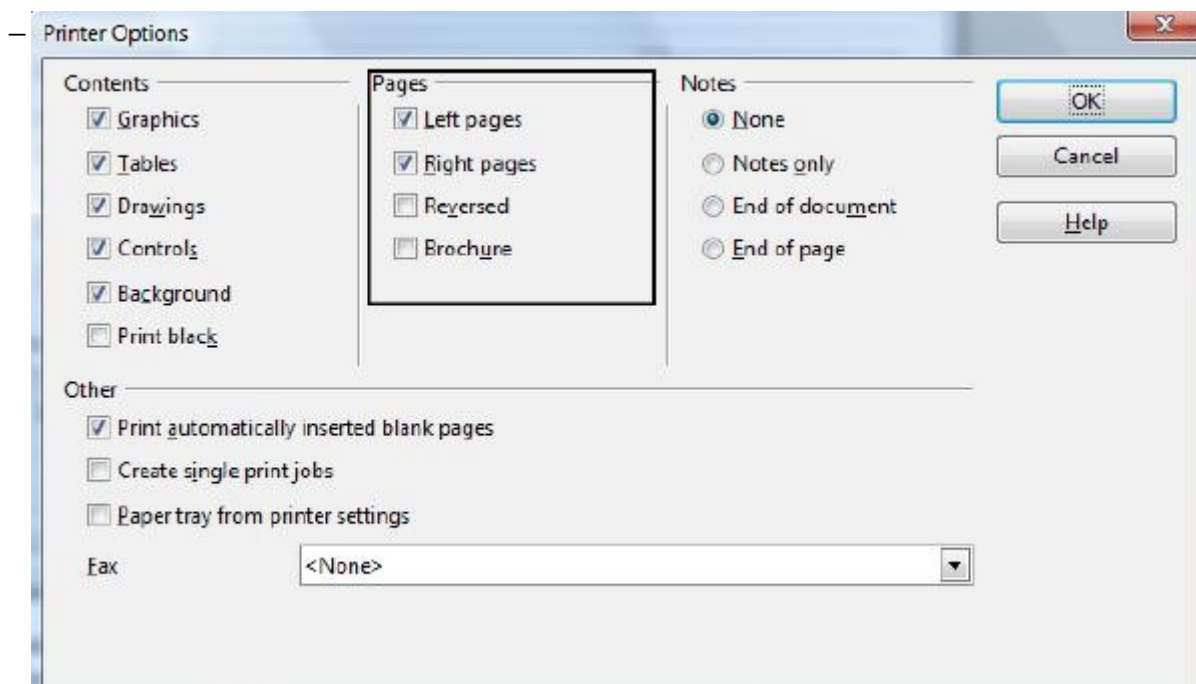 Printer Options
Contents
Graphics
Tables
Drawings
Controls
Background
Print black
Pages
Left pages
Right pages
Reversed
Brochure
Notes
None
Notes only
End of document
End of page
OK
Cancel
Help
Other
Print automatically inserted blank pages
Create single print jobs
Paper tray from printer settings
Fax
<None>